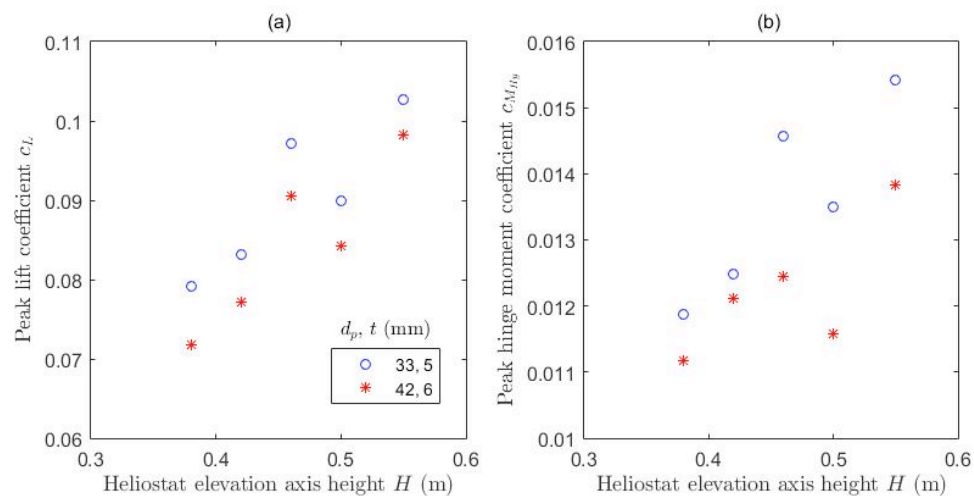 (a)
0.11
0.1
0.09
0.08
0.07
0.06
Peak lift coefficient c_L
d_p, t (mm)
33, 5
42, 6
0.3 0.4 0.5 0.6
Heliostat elevation axis height H (m)
(b)
0.016
0.015
0.014
0.013
0.012
0.011
0.01
Peak hinge moment coefficient c_{M_{Hy}}
0.3 0.4 0.5 0.6
Heliostat elevation axis height H (m)